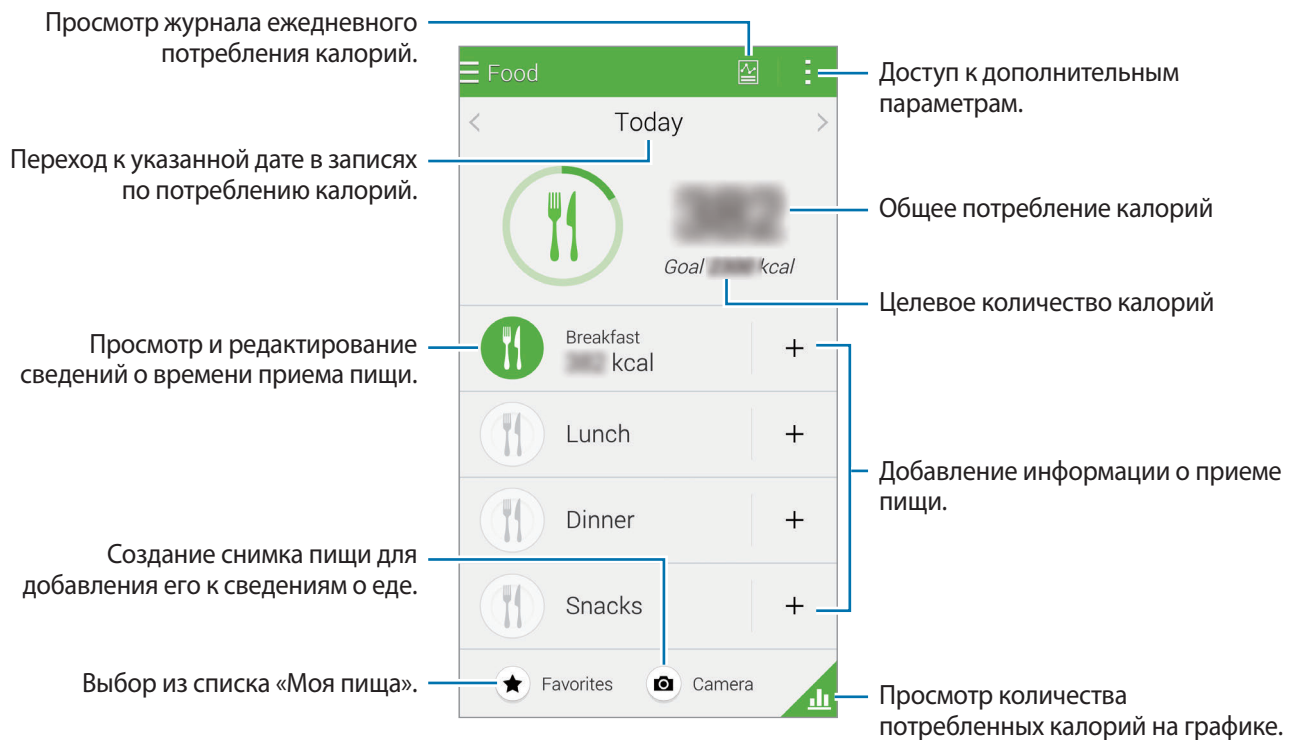 Просмотр журнала ежедневного
потребления калорий.
Food
Доступ к дополнительным
параметрам.
Today
Переход к указанной дате в записях
по потреблению калорий.
Общее потребление калорий
Goal kcal
Целевое количество калорий
Просмотр и редактирование
сведений о времени приема пищи.
Breakfast
kcal
Lunch
Добавление информации о приеме
пищи.
Dinner
Создание снимка пищи для
добавления его к сведениям о еде.
Snacks
Выбор из списка «Моя пища».
Favorites
Camera
Просмотр количества
потребленных калорий на графике.